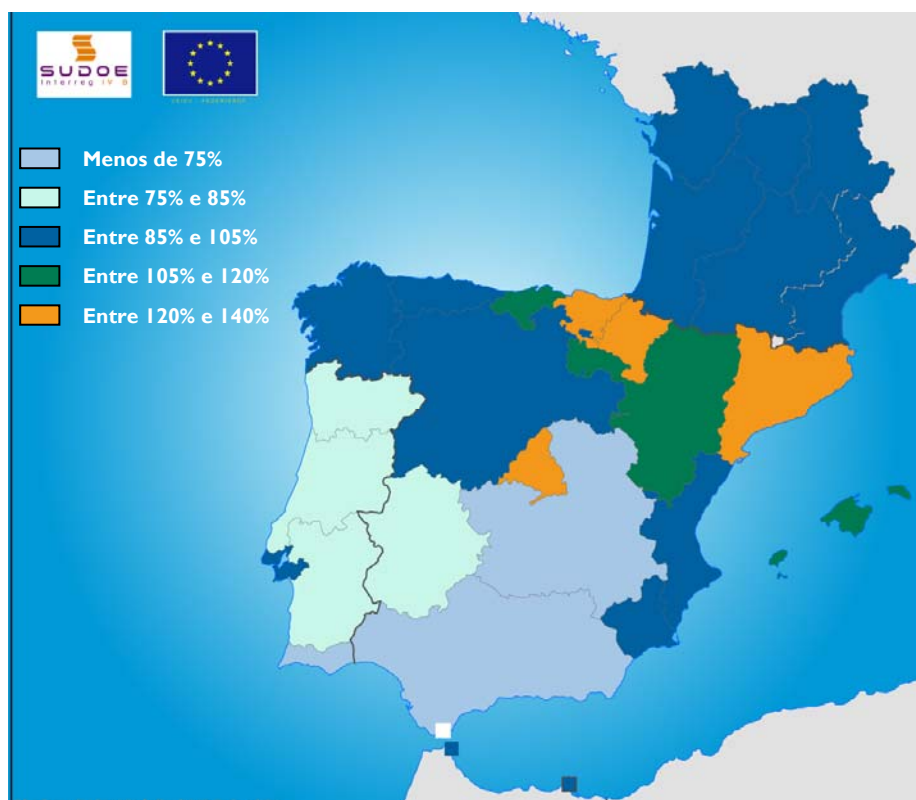 SUDOE
Interreg IV B
Menos de 75%
Entre 75% e 85%
Entre 85% e 105%
Entre 105% e 120%
Entre 120% e 140%